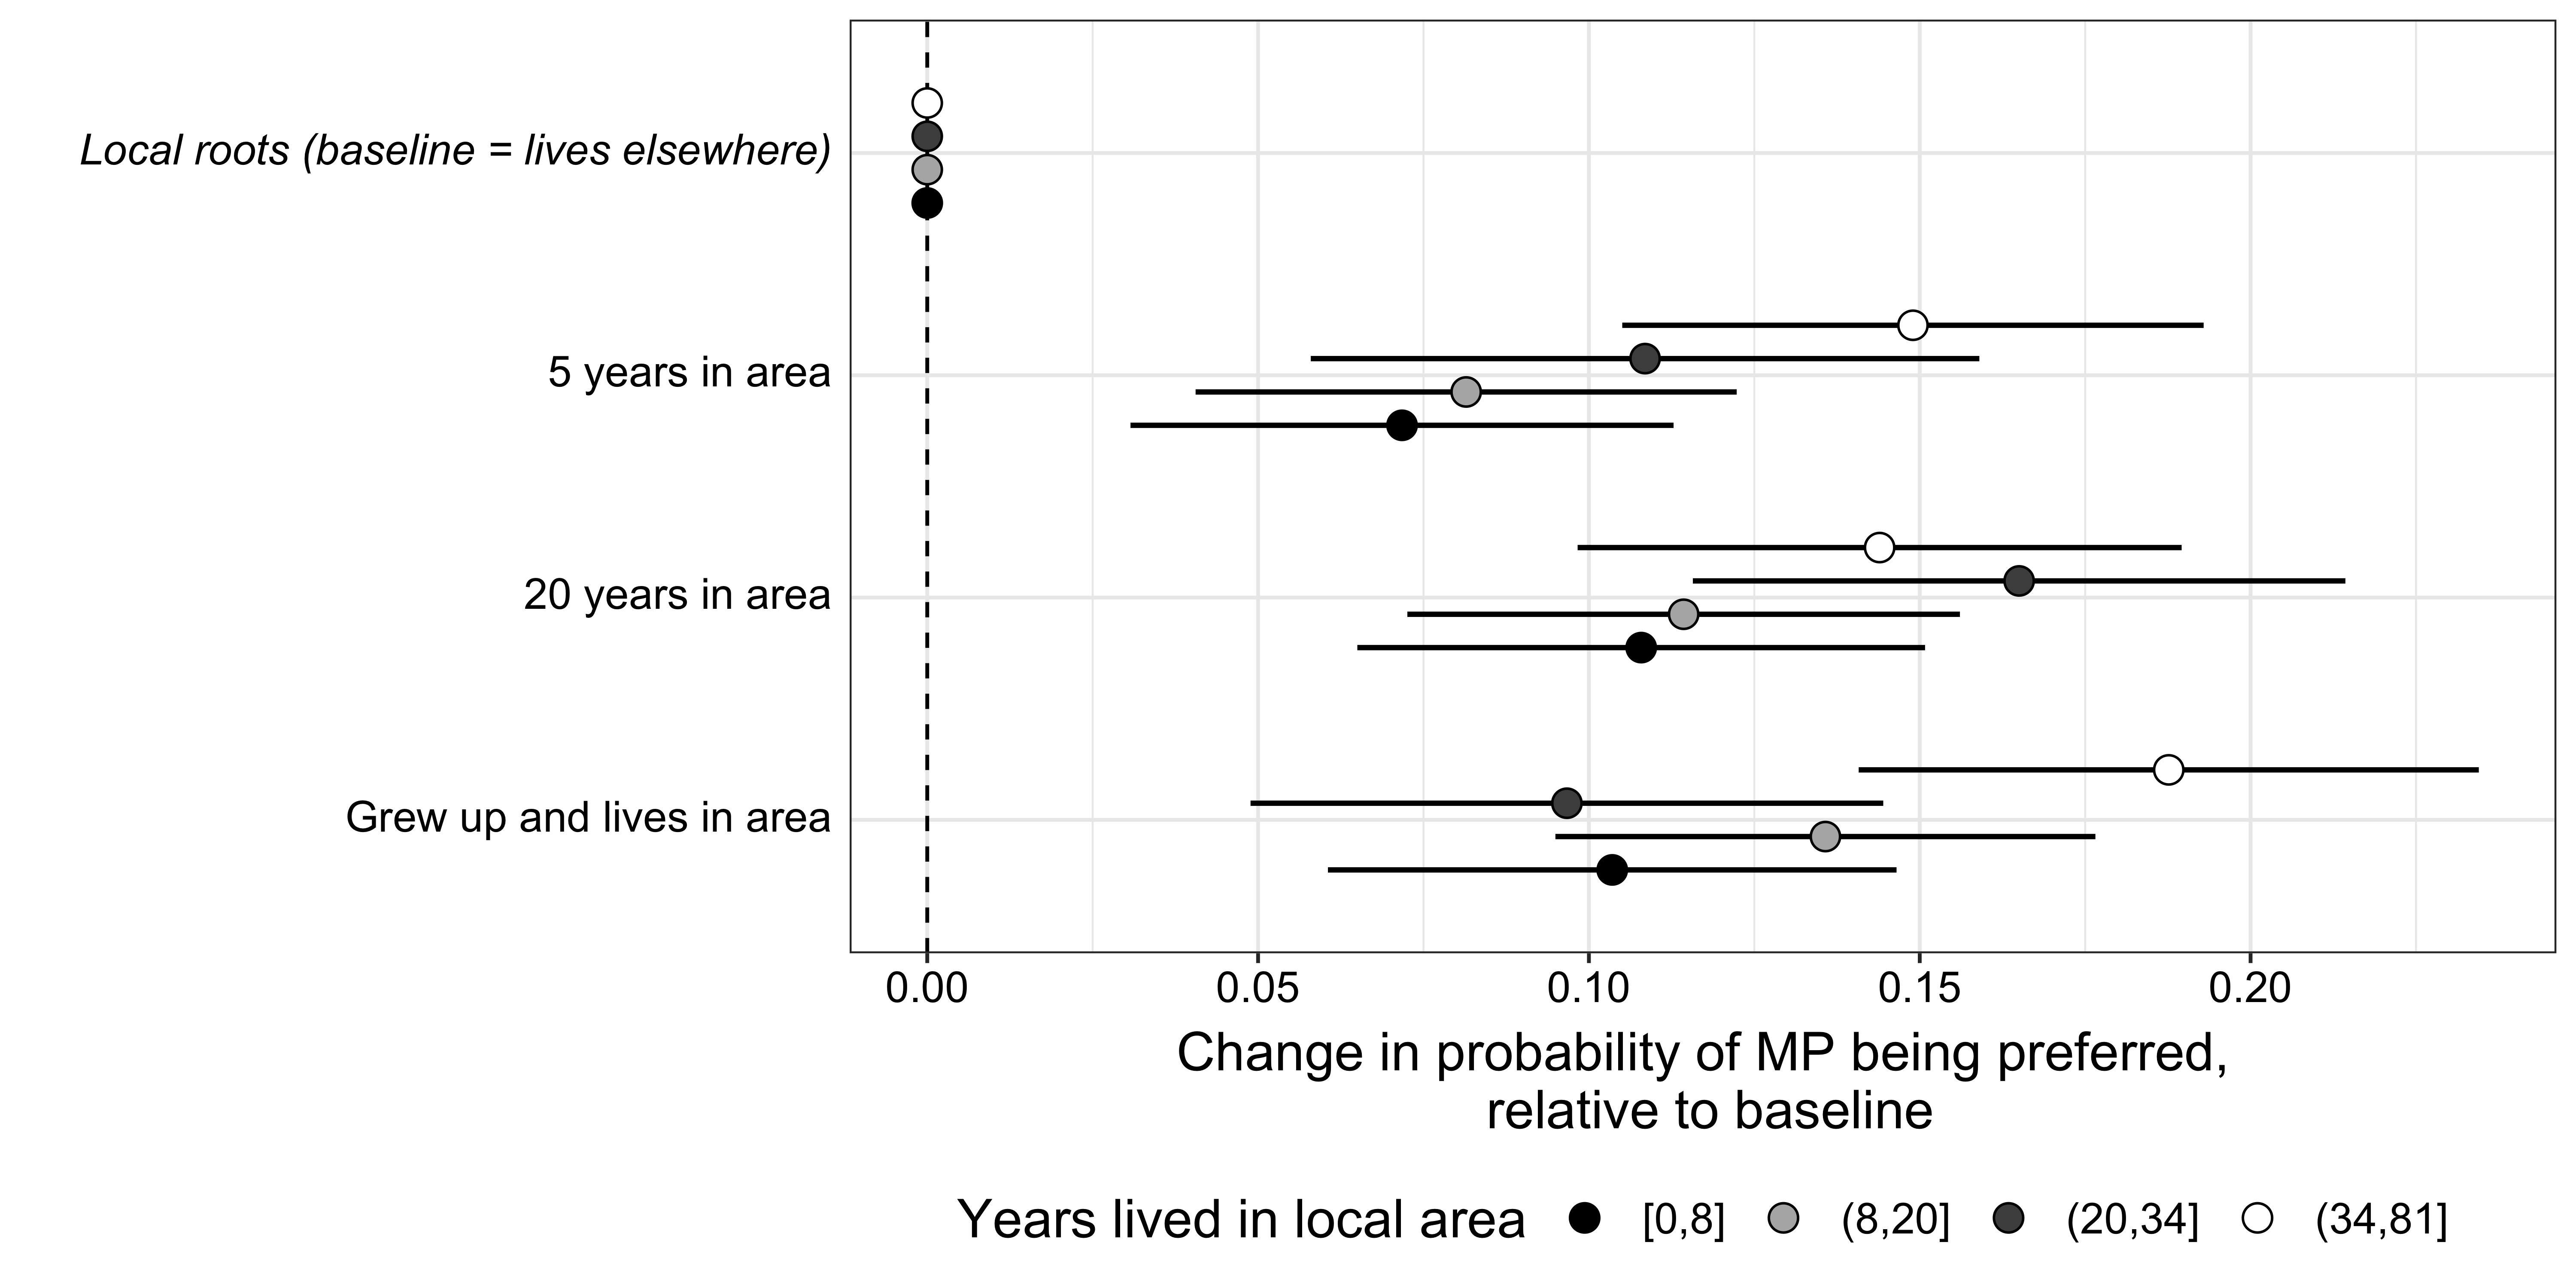 Local roots (baseline = lives elsewhere)
5 years in area
20 years in area
Grew up and lives in area
0.00 0.05 0.10 0.15 0.20
Change in probability of MP being preferred,
relative to baseline
Years lived in local area [0,8] (8,20] (20,34] (34,81]